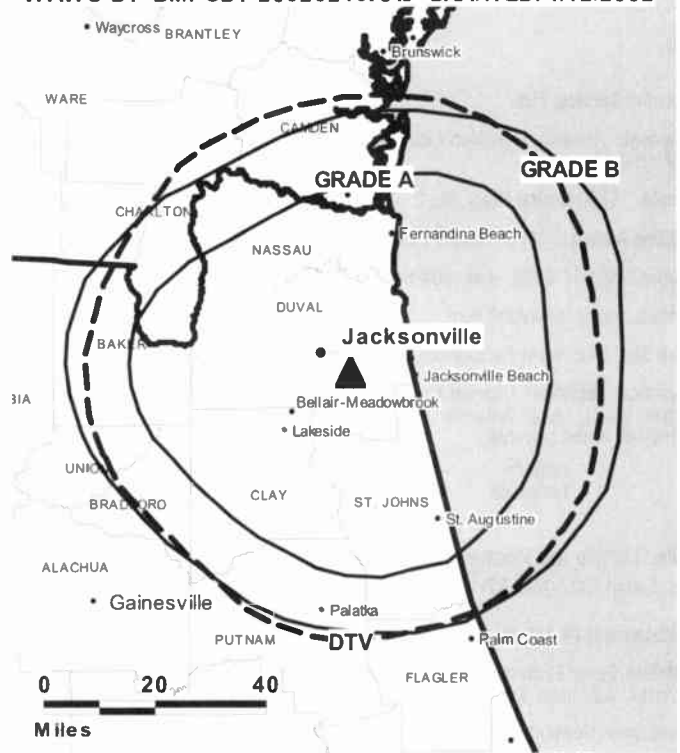 Waycross
BRANTLEY
Brunswick
WARE
CAMDEN
GRADE A
GRADE B
CHARLTON
Fernandina Beach
NASSAU
DUVAL
Jacksonville
BAKER
Jacksonville Beach
BIA
Bellair-Meadowbrook
Lakeside
UNION
CLAY
ST. JOHNS
BRADFORD
St. Augustine
ALACHUA
Gainesville
Palatka
DTV
Palm Coast
PUTNAM
FLAGLER
0 20 40
Miles